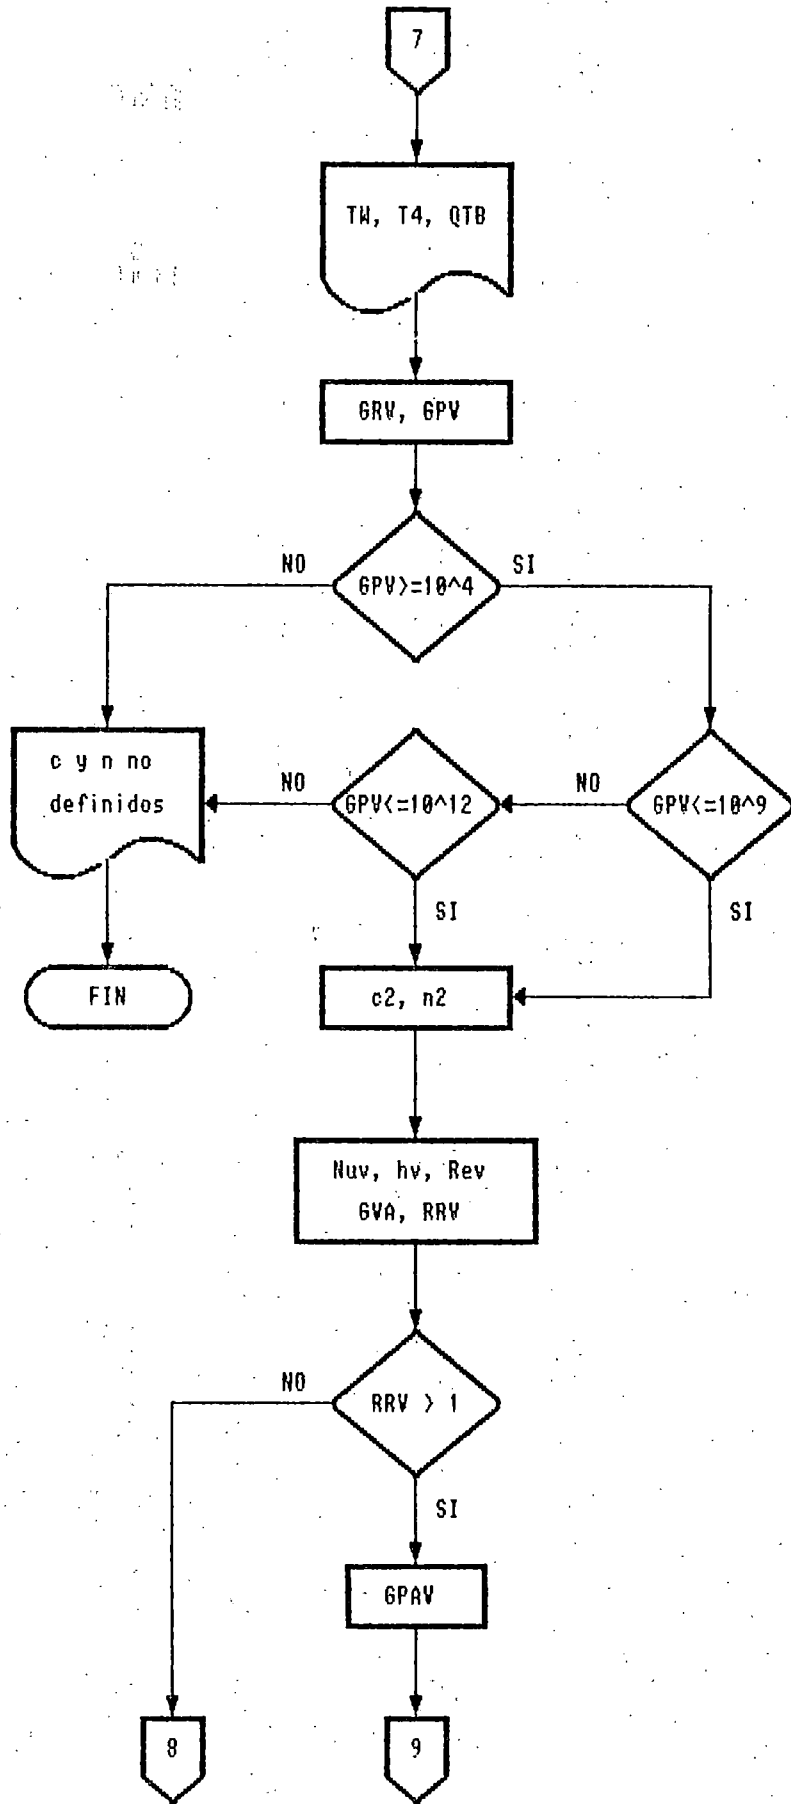 7
TW, T4, QTB
GRV, GPV
NO
GPV>=10^4
SI
c y n no
definidos
NO
GPV<=10^12
NO
GPV<=10^9
SI
SI
FIN
c2, n2
Nuv, hv, Rev
GVA, RRV
NO
RRV > 1
SI
GPAV
8
9